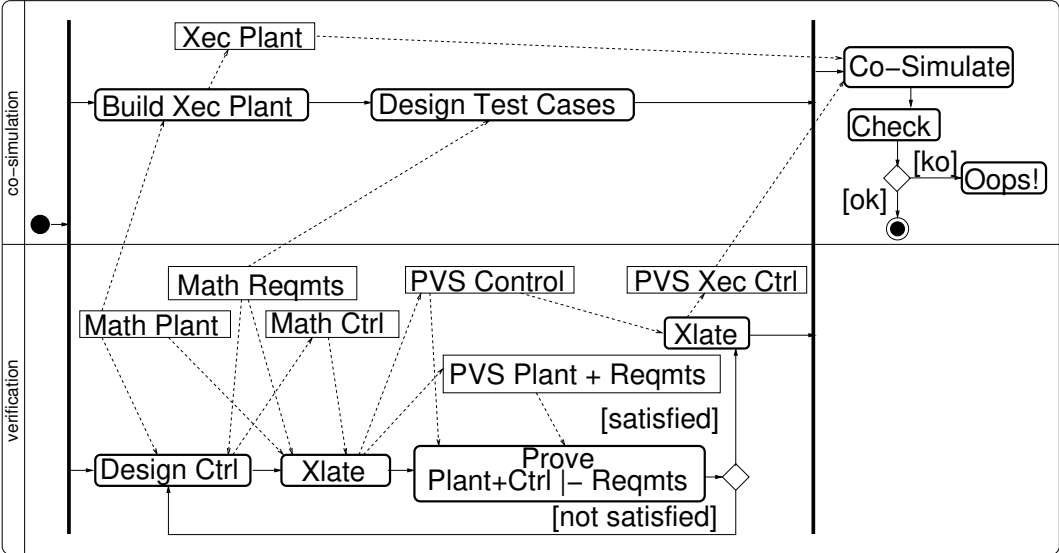 co−simulation
Xec Plant
Build Xec Plant
Design Test Cases
Co−Simulate
Check
[ko]
Oops!
[ok]
verification
Math Reqmts
PVS Control
PVS Xec Ctrl
Math Plant
Math Ctrl
Xlate
PVS Plant + Reqmts
[satisfied]
Design Ctrl
Xlate
Prove
Plant+Ctrl |− Reqmts
[not satisfied]